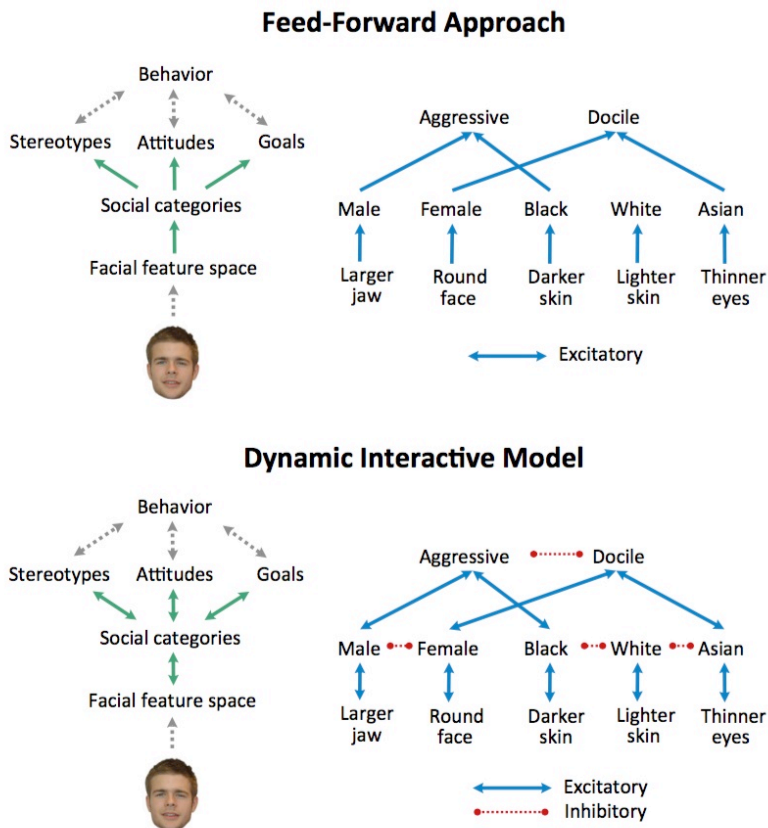 Feed-Forward Approach
Behavior
Stereotypes Attitudes Goals
Social categories
Facial feature space
Aggressive Docile
Male Female Black White Asian
Larger Round Darker Lighter Thinner
jaw face skin skin eyes
Excitatory
Dynamic Interactive Model
Behavior
Stereotypes Attitudes Goals
Social categories
Facial feature space
Aggressive Docile
Male Female Black White Asian
Larger Round Darker Lighter Thinner
jaw face skin skin eyes
Excitatory
Inhibitory